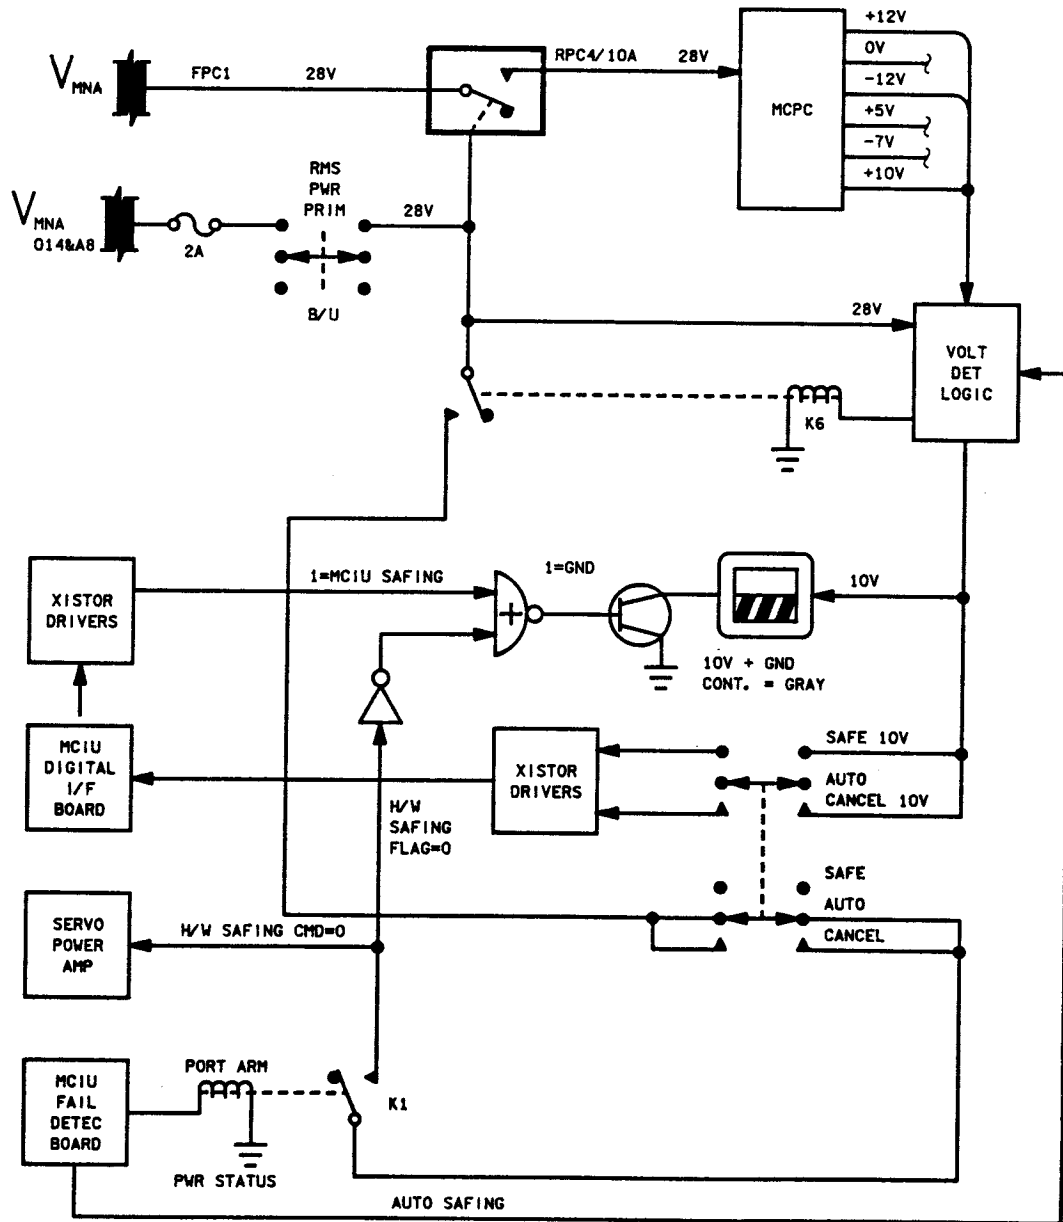 V MNA
FPC1
28V
RPC4/10A
28V
MCPC
+12V
0V
-12V
+5V
-7V
+10V
V MNA
014&A8
2A
RMS
PWR
PRIM
B/U
28V
28V
VOLT
DET
LOGIC
K6
XISTOR
DRIVERS
1=MCIU SAFING
1=GND
+
10V
10V + GND
CONT. = GRAY
MCIU
DIGITAL
I/F
BOARD
XISTOR
DRIVERS
SAFE 10V
AUTO
CANCEL 10V
H/W
SAFING
FLAG=0
SERVO
POWER
AMP
H/W SAFING CMD=0
SAFE
AUTO
CANCEL
MCIU
FAIL
DETEC
BOARD
PORT ARM
K1
PWR STATUS
AUTO SAFING